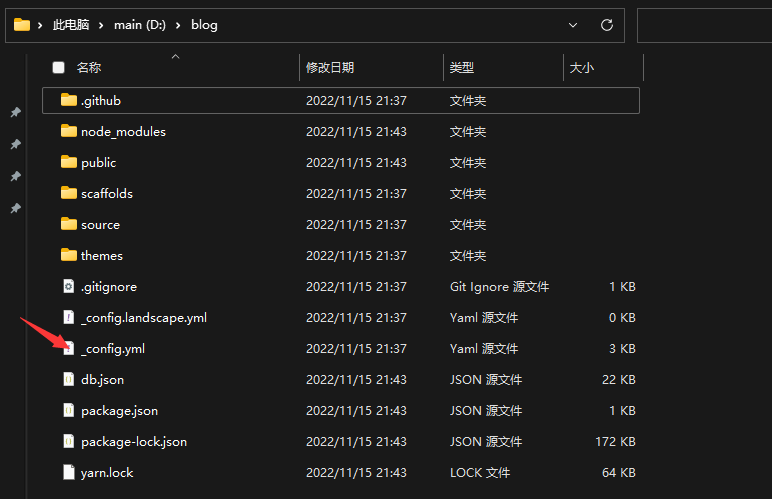 此电脑 > main (D:) > blog
名称 修改日期 类型 大小
.github 2022/11/15 21:37 文件夹
node_modules 2022/11/15 21:43 文件夹
public 2022/11/15 21:43 文件夹
scaffolds 2022/11/15 21:37 文件夹
source 2022/11/15 21:37 文件夹
themes 2022/11/15 21:37 文件夹
.gitignore 2022/11/15 21:37 Git Ignore 源文件 1 KB
_config.landscape.yml 2022/11/15 21:37 Yaml 源文件 0 KB
_config.yml 2022/11/15 21:37 Yaml 源文件 3 KB
db.json 2022/11/15 21:43 JSON 源文件 22 KB
package.json 2022/11/15 21:43 JSON 源文件 1 KB
package-lock.json 2022/11/15 21:43 JSON 源文件 172 KB
yarn.lock 2022/11/15 21:37 LOCK 文件 64 KB